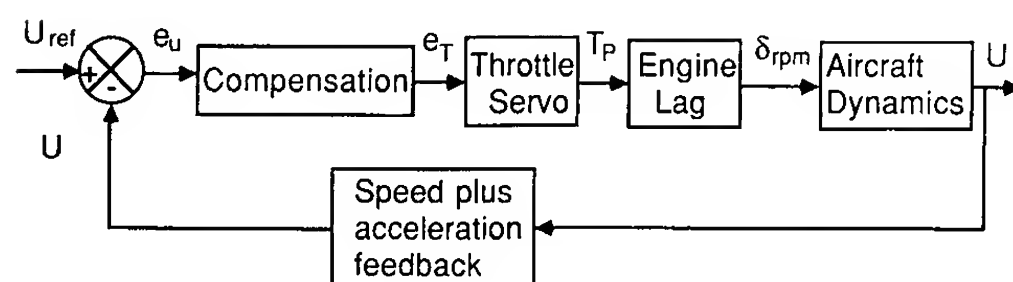 U_ref
+
-
e_u
Compensation
e_T
Throttle
Servo
T_P
Engine
Lag
δ_rpm
Aircraft
Dynamics
U
U
Speed plus
acceleration
feedback